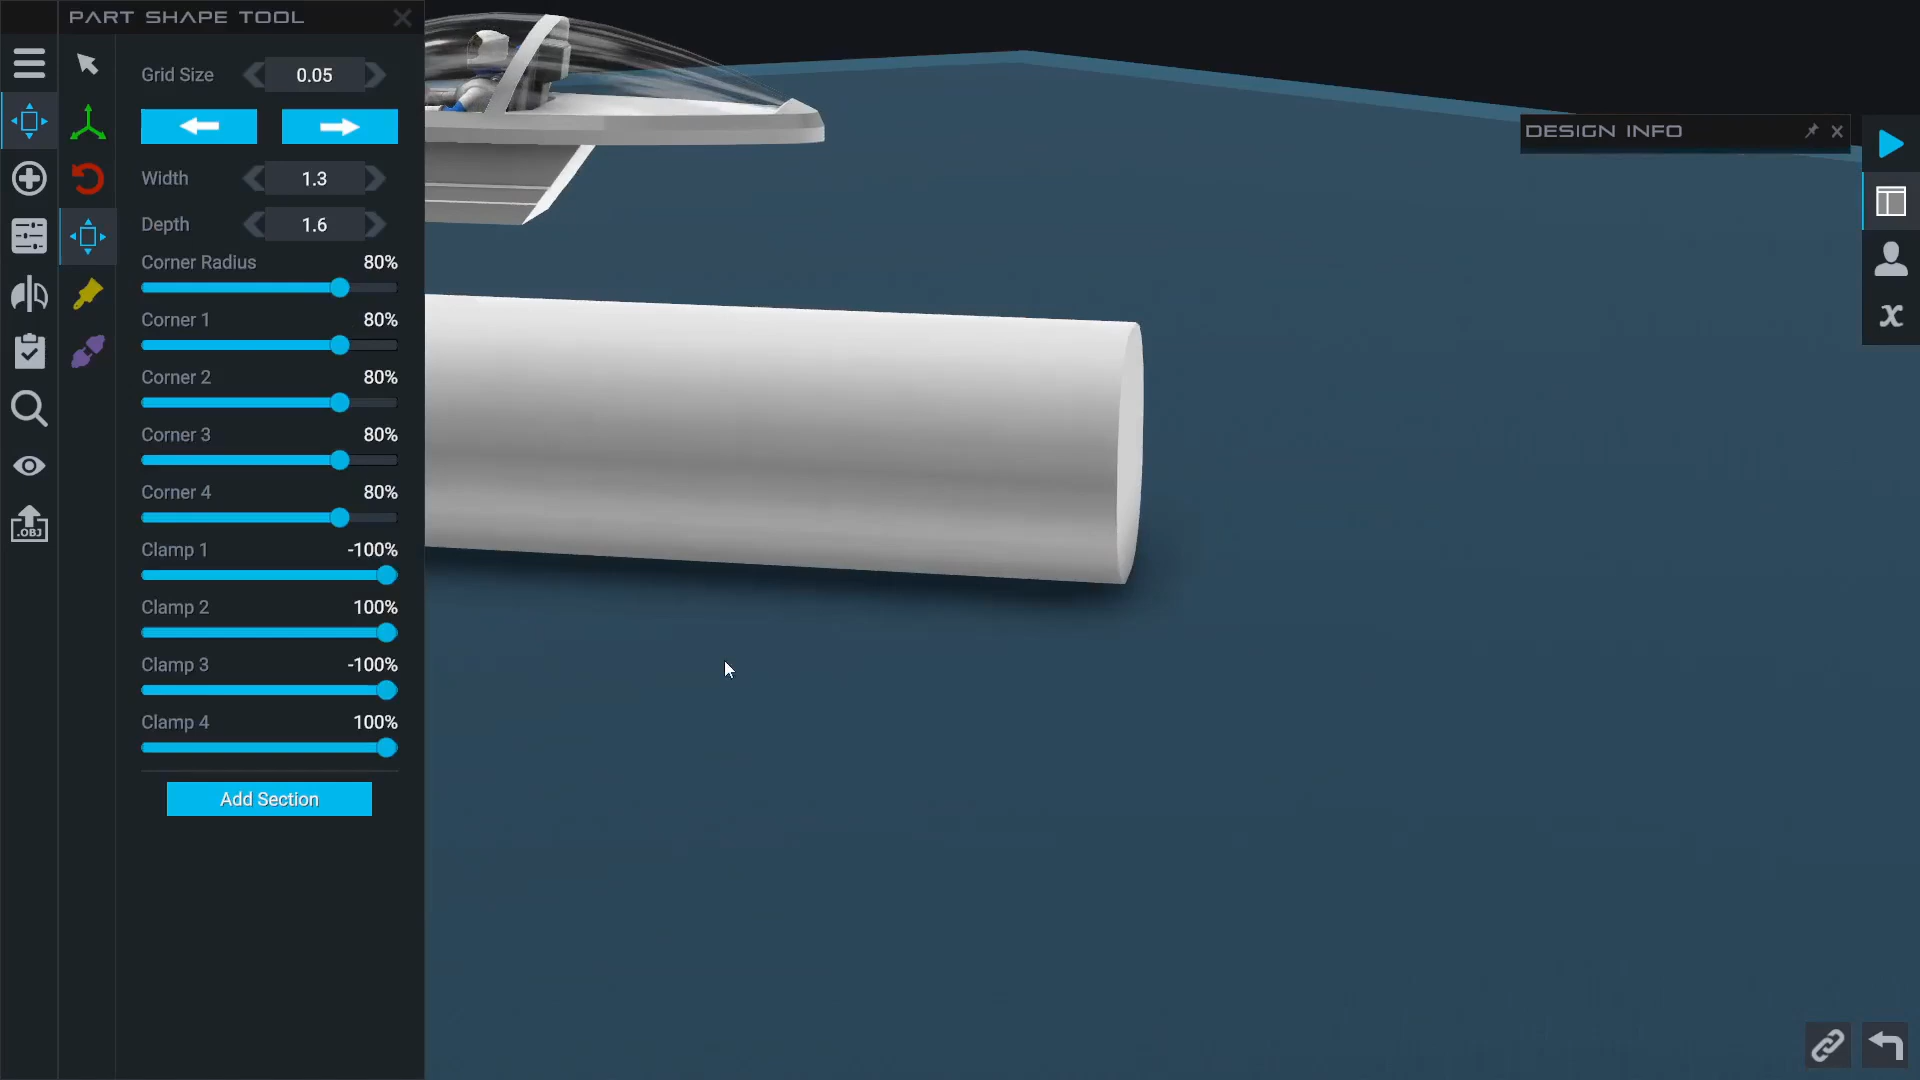 PART SHAPE TOOL
Grid Size 0.05
Width 1.3
Depth 1.6
Corner Radius 80%
Corner 1 80%
Corner 2 80%
Corner 3 80%
Corner 4 80%
Clamp 1 -100%
Clamp 2 100%
Clamp 3 -100%
Clamp 4 100%
Add Section
.OBJ
DESIGN INFO
x